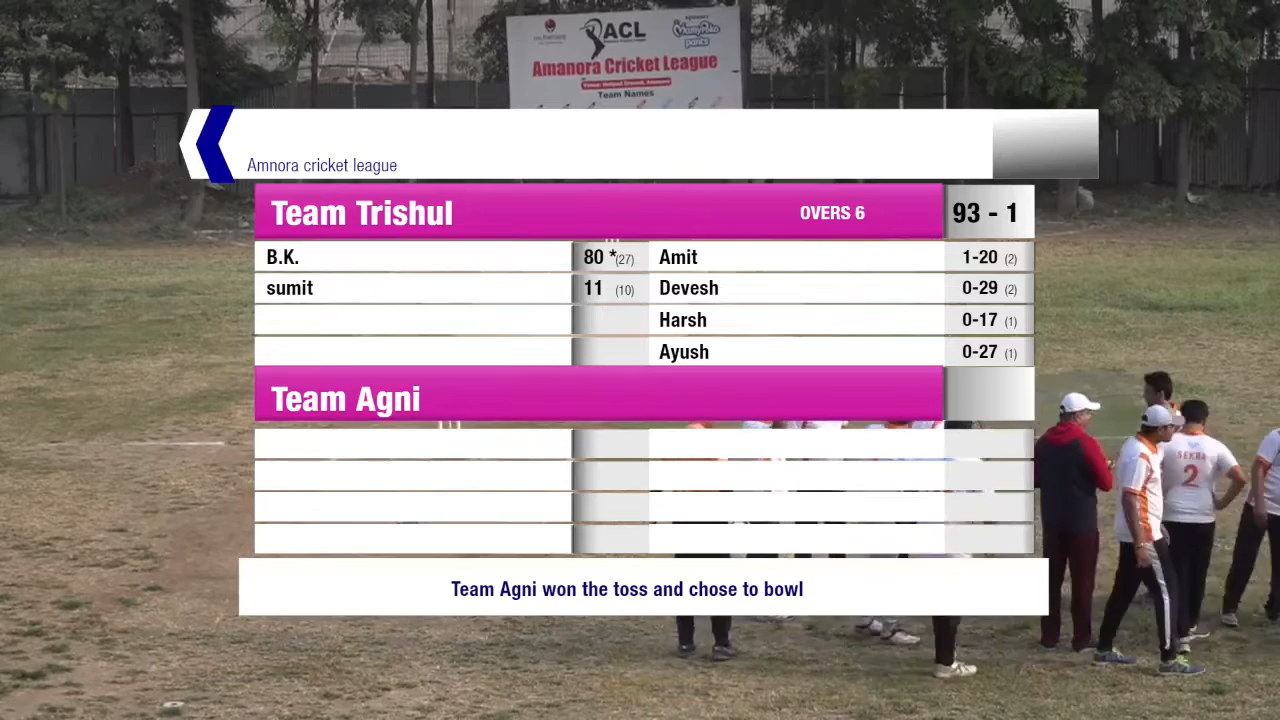 ACL
Amanora Cricket League
Team Names
Amnora cricket league
Team Trishul OVERS 6 93 - 1
B.K. 80 *(27) Amit 1-20 (2)
sumit 11 (10) Devesh 0-29 (2)
Harsh 0-17 (1)
Ayush 0-27 (1)
Team Agni
SEKRA
2
Team Agni won the toss and chose to bowl